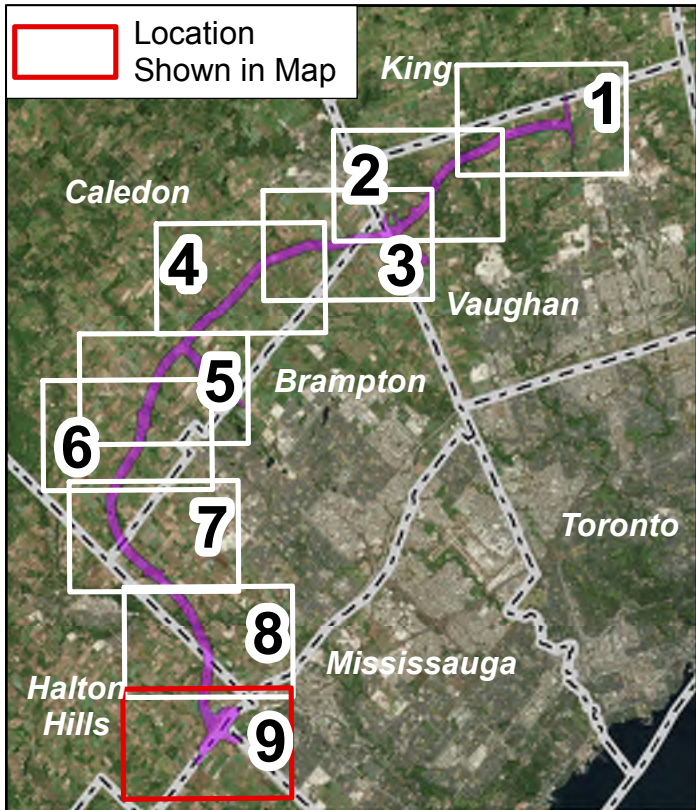 Location
Shown in Map
King
1
2
Caledon
4
3
Vaughan
5
Brampton
6
7
Toronto
8
Mississauga
Halton
Hills
9